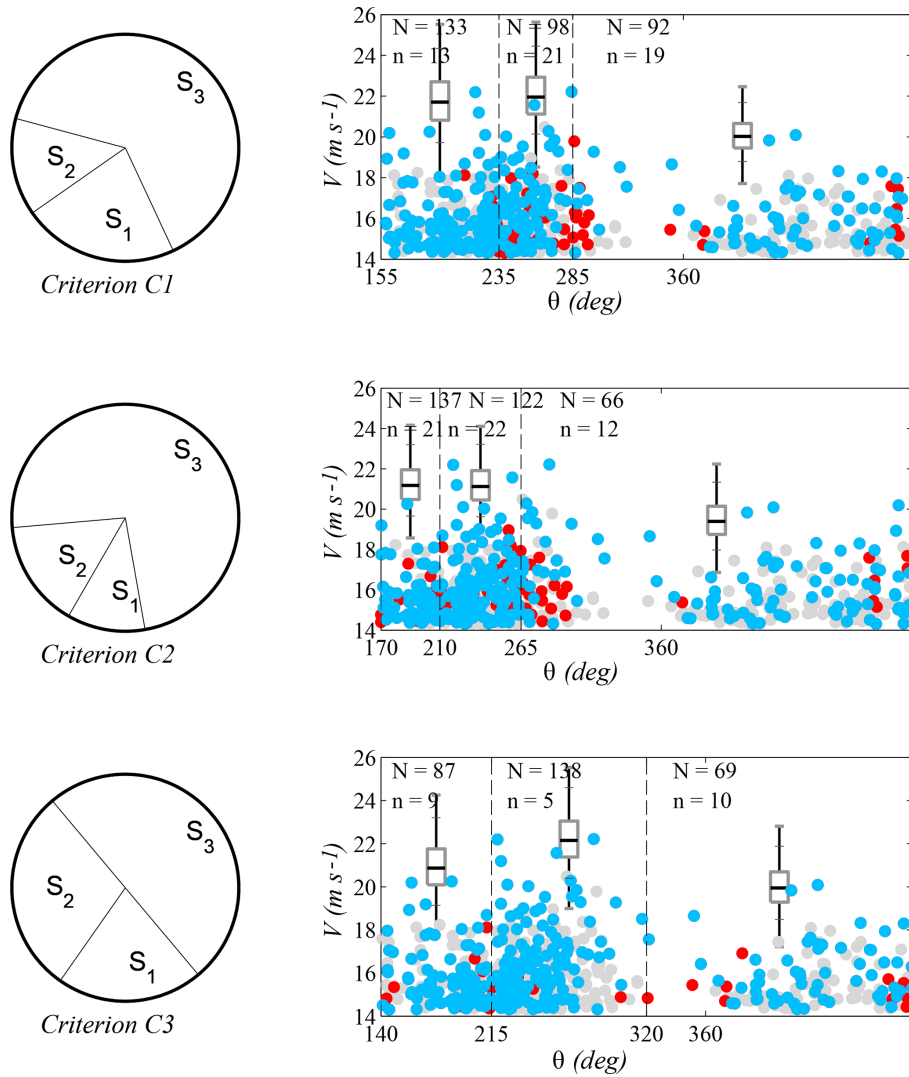 S3
S2
S1
Criterion C1
26
24
22
20
18
16
14
V (m s-1)
N = 133 N = 98 N = 92
n = 13 n = 21 n = 19
155 235 285 360
θ (deg)
S3
S2
S1
Criterion C2
26
24
22
20
18
16
14
V (m s-1)
N = 137 N = 122 N = 66
n = 21 n = 22 n = 12
170 210 265 360
θ (deg)
S3
S2
S1
Criterion C3
26
24
22
20
18
16
14
V (m s-1)
N = 87 N = 138 N = 69
n = 9 n = 5 n = 10
140 215 320 360
θ (deg)